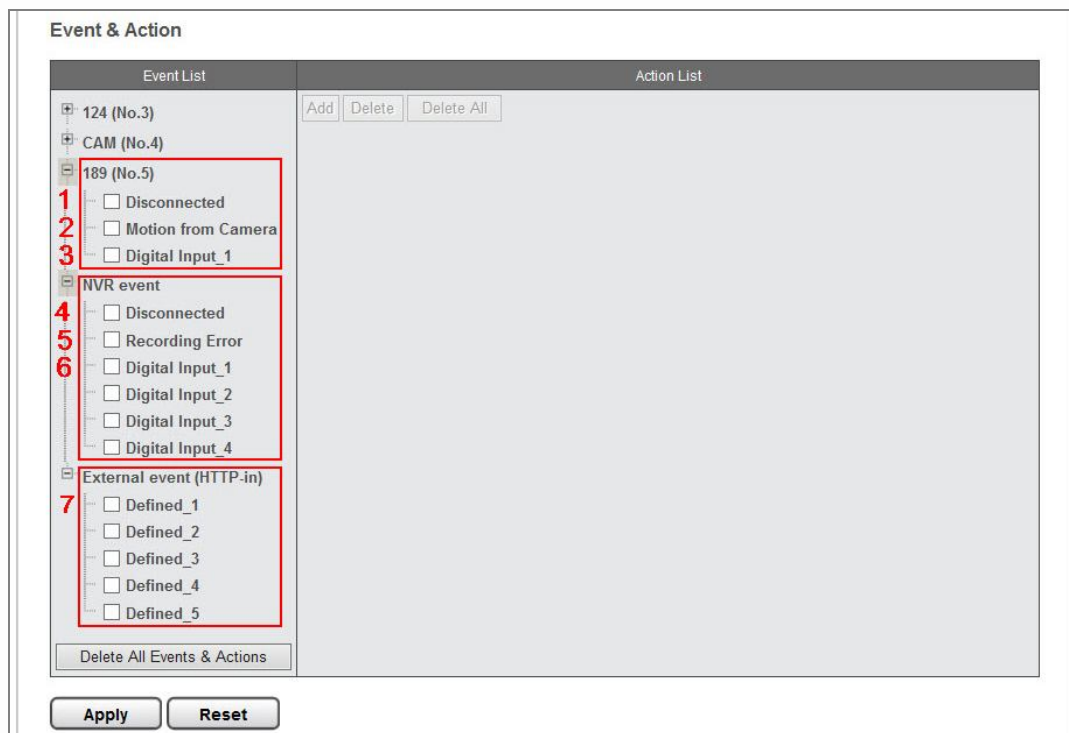 Event & Action
Event List Action List
124 (No.3) Add Delete Delete All
CAM (No.4)
189 (No.5)
1 Disconnected
2 Motion from Camera
3 Digital Input_1
NVR event
4 Disconnected
5 Recording Error
6 Digital Input_1
Digital Input_2
Digital Input_3
Digital Input_4
External event (HTTP-in)
7 Defined_1
Defined_2
Defined_3
Defined_4
Defined_5
Delete All Events & Actions
Apply Reset